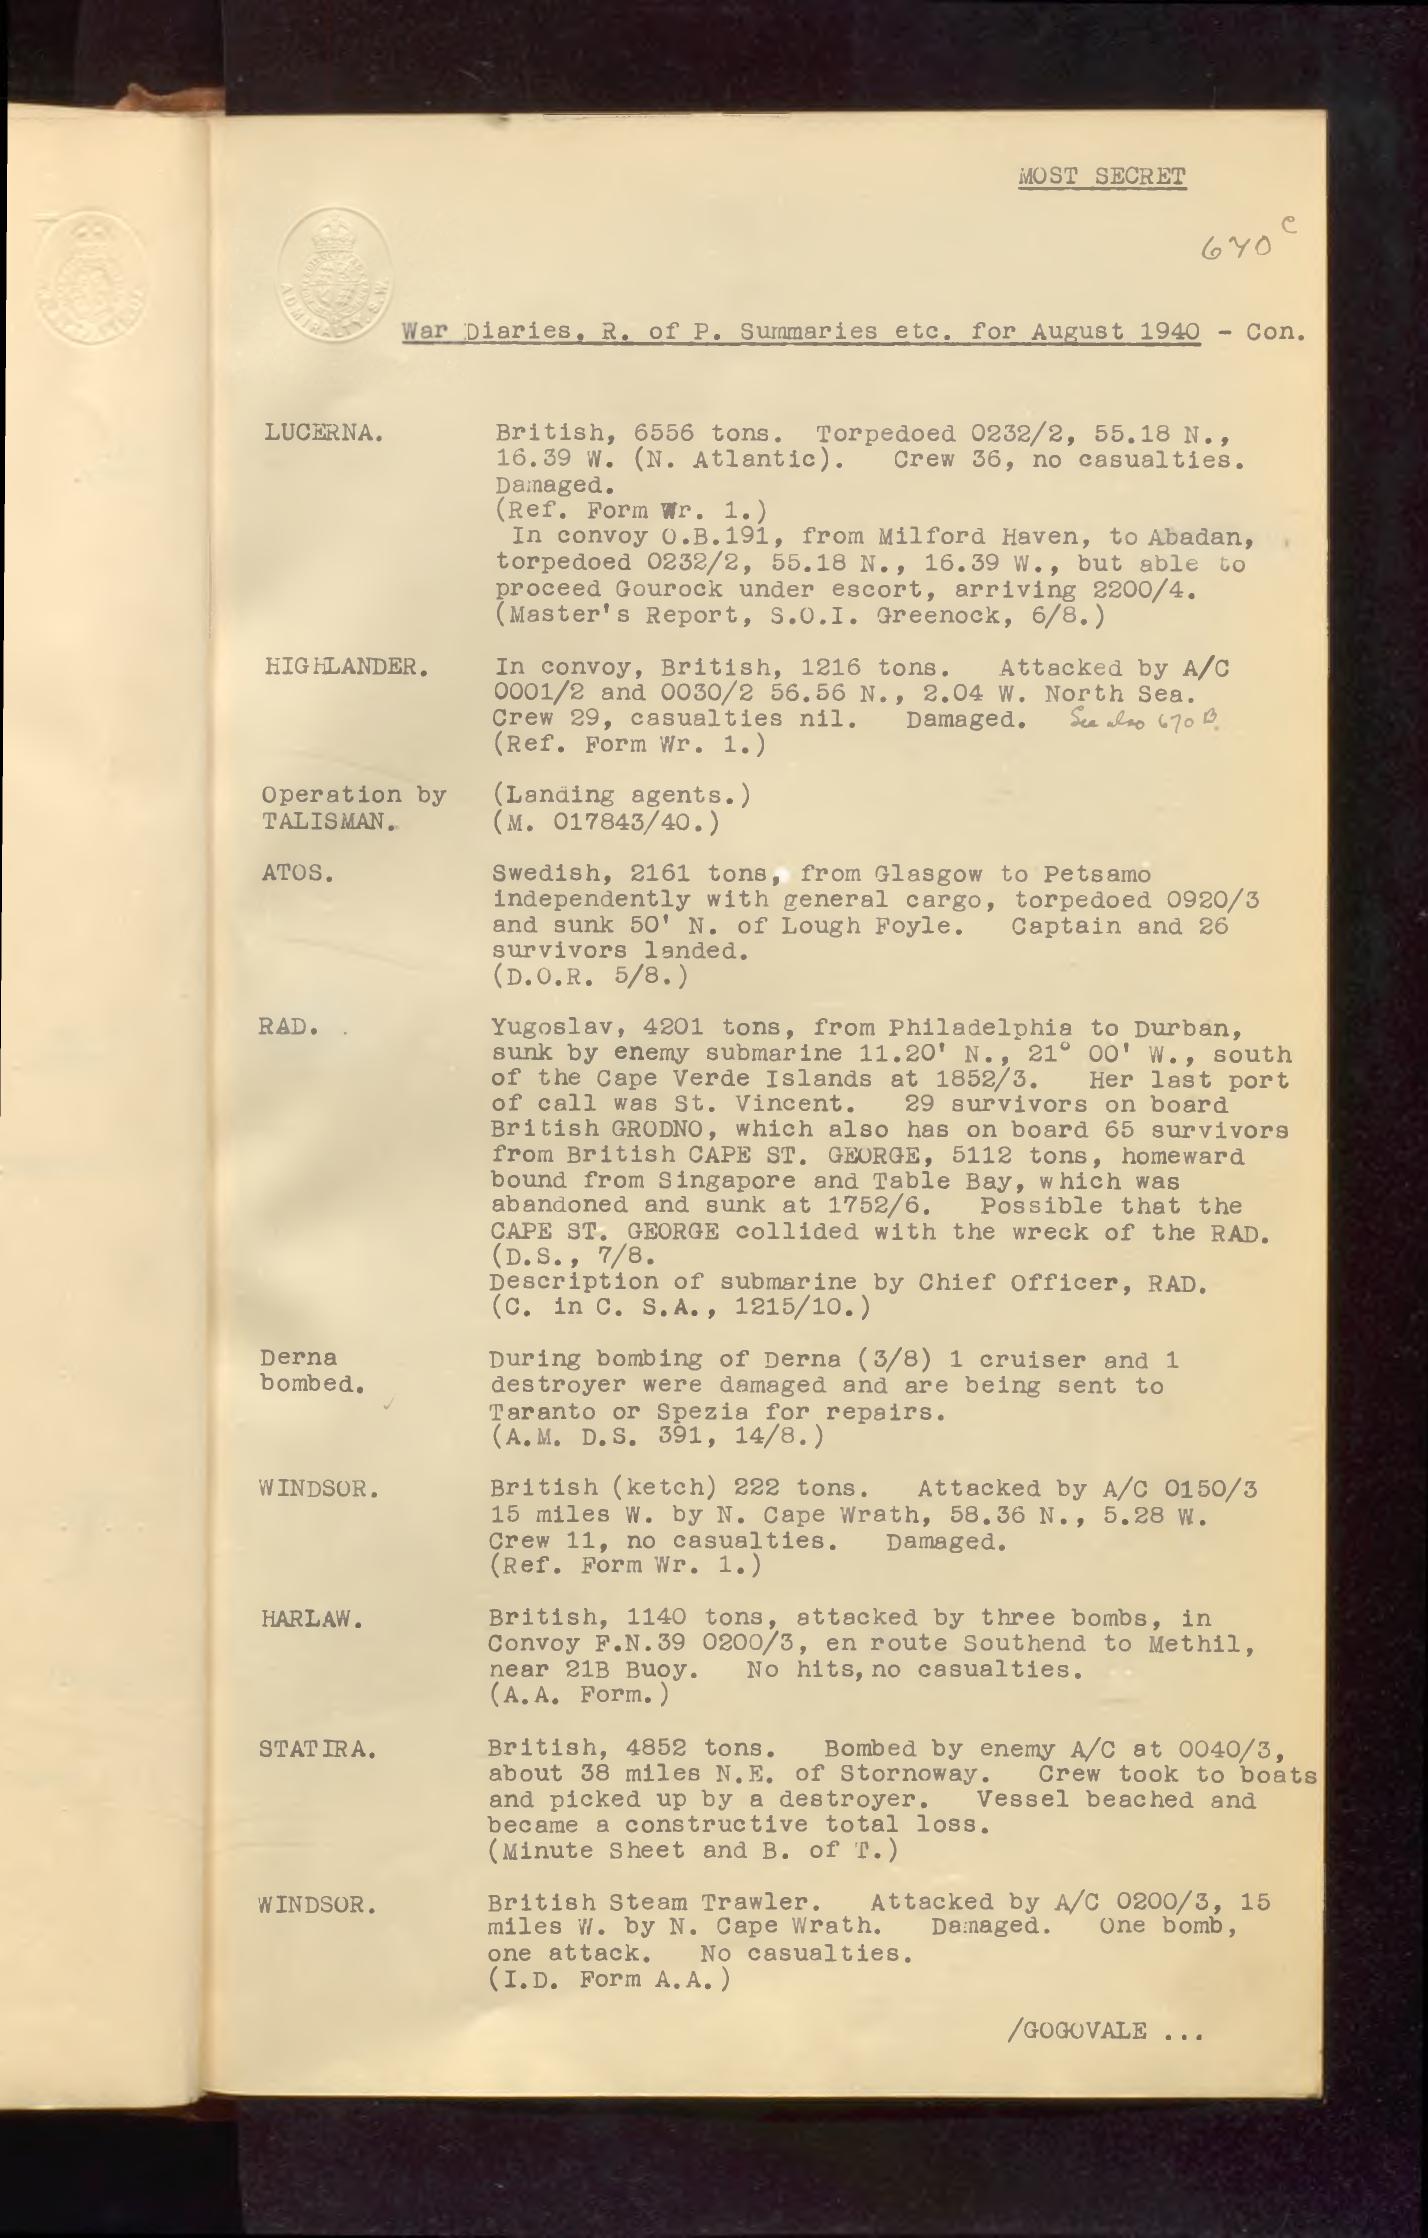 MOST SECRET
670 C
ADMIRALTY. S.W.
War Diaries, R. of P. Summaries etc. for August 1940 - Con.
LUCERNA. British, 6556 tons. Torpedoed 0232/2, 55.18 N.,
16.39 W. (N. Atlantic). Crew 36, no casualties.
Damaged.
(Ref. Form Wr. 1.)
In convoy O.B.191, from Milford Haven, to Abadan,
torpedoed 0232/2, 55.18 N., 16.39 W., but able to
proceed Gourock under escort, arriving 2200/4.
(Master's Report, S.O.I. Greenock, 6/8.)
HIGHLANDER. In convoy, British, 1216 tons. Attacked by A/C
0001/2 and 0030/2 56.56 N., 2.04 W. North Sea.
Crew 29, casualties nil. Damaged. See also 670 B.
(Ref. Form Wr. 1.)
Operation by (Landing agents.)
TALISMAN. (M. 017843/40.)
ATOS. Swedish, 2161 tons, from Glasgow to Petsamo
independently with general cargo, torpedoed 0920/3
and sunk 50' N. of Lough Foyle. Captain and 26
survivors landed.
(D.O.R. 5/8.)
RAD. Yugoslav, 4201 tons, from Philadelphia to Durban,
sunk by enemy submarine 11.20' N., 21° 00' W., south
of the Cape Verde Islands at 1852/3. Her last port
of call was St. Vincent. 29 survivors on board
British GRODNO, which also has on board 65 survivors
from British CAPE ST. GEORGE, 5112 tons, homeward
bound from Singapore and Table Bay, which was
abandoned and sunk at 1752/6. Possible that the
CAPE ST. GEORGE collided with the wreck of the RAD.
(D.S., 7/8.
Description of submarine by Chief Officer, RAD.
(C. in C. S.A., 1215/10.)
Derna During bombing of Derna (3/8) 1 cruiser and 1
bombed. destroyer were damaged and are being sent to
Taranto or Spezia for repairs.
(A.M. D.S. 391, 14/8.)
WINDSOR. British (ketch) 222 tons. Attacked by A/C 0150/3
15 miles W. by N. Cape Wrath, 58.36 N., 5.28 W.
Crew 11, no casualties. Damaged.
(Ref. Form Wr. 1.)
HARLAW. British, 1140 tons, attacked by three bombs, in
Convoy F.N.39 0200/3, en route Southend to Methil,
near 21B Buoy. No hits, no casualties.
(A.A. Form.)
STATIRA. British, 4852 tons. Bombed by enemy A/C at 0040/3,
about 38 miles N.E. of Stornoway. Crew took to boats
and picked up by a destroyer. Vessel beached and
became a constructive total loss.
(Minute Sheet and B. of T.)
WINDSOR. British Steam Trawler. Attacked by A/C 0200/3, 15
miles W. by N. Cape Wrath. Damaged. One bomb,
one attack. No casualties.
(I.D. Form A.A.)
/GOGOVALE ...